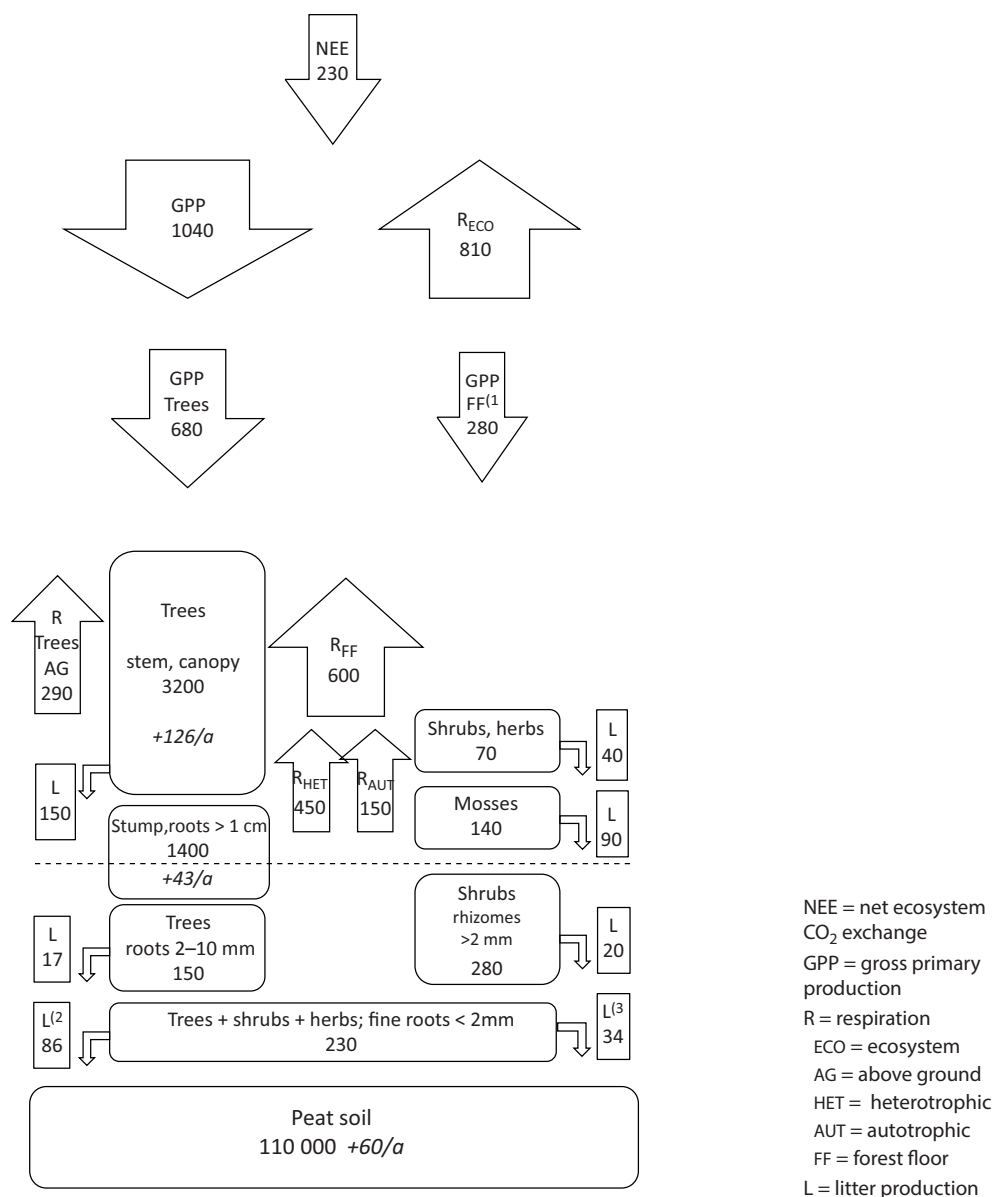 NEE
230
GPP
1040
R_ECO
810
GPP
Trees
680
GPP
FF(1
280
R
Trees
AG
290
Trees
stem, canopy
3200
+126/a
R_FF
600
R_HET
450
R_AUT
150
Shrubs, herbs
70
L
40
L
150
Mosses
140
L
90
Stump,roots > 1 cm
1400
+43/a
L
17
Trees
roots 2–10 mm
150
Shrubs
rhizomes
>2 mm
280
L
20
L(2
86
Trees + shrubs + herbs; fine roots < 2mm
230
L(3
34
Peat soil
110 000 +60/a
NEE = net ecosystem
CO₂ exchange
GPP = gross primary
production
R = respiration
ECO = ecosystem
AG = above ground
HET = heterotrophic
AUT = autotrophic
FF = forest floor
L = litter production